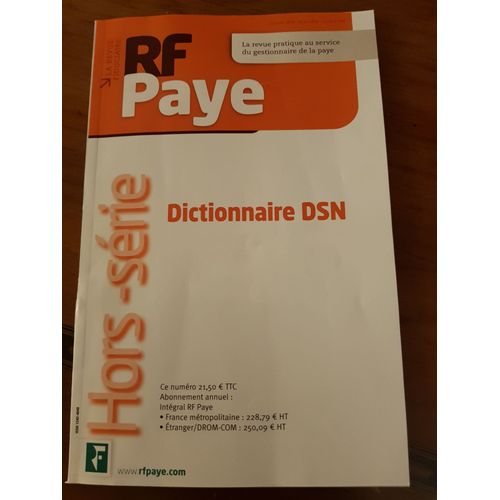 LA REVUE
FIDUCIAIRE
RF
Paye
La revue pratique au service
du gestionnaire de la paye
Hors-série
Dictionnaire DSN
Ce numéro 21,50 € TTC
Abonnement annuel :
Intégral RF Paye
• France métropolitaine : 228,79 € HT
• Étranger/DROM-COM : 250,09 € HT
F
www.rfpaye.com